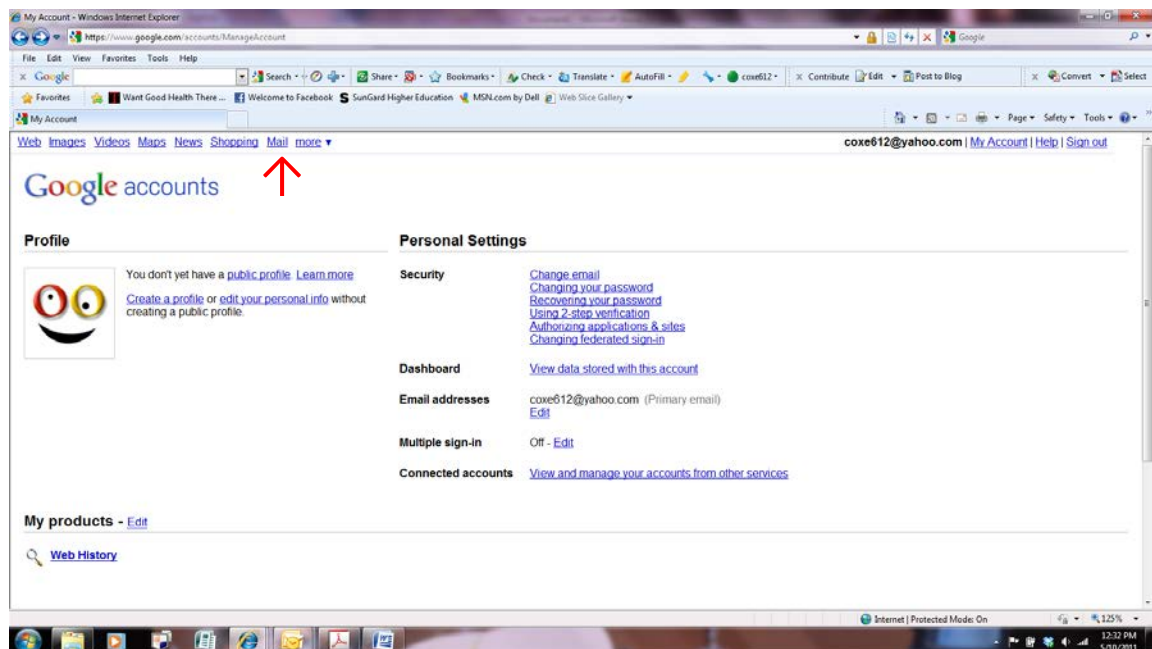 My Account - Windows Internet Explorer
https://www.google.com/accounts/ManageAccount
Google
File Edit View Favorites Tools Help
x Google Search Share Bookmarks Check Translate AutoFill coxe612 x Contribute Edit Post to Blog x Convert Select
Favorites Want Good Health There ... Welcome to Facebook SunGard Higher Education MSN.com by Dell Web Slice Gallery
My Account Page Safety Tools
Web Images Videos Maps News Shopping Mail more ▼ coxe612@yahoo.com | My Account | Help | Sign out
Google accounts
Profile
You don't yet have a public profile. Learn more
Create a profile or edit your personal info without
creating a public profile.
Personal Settings
Security
Change email
Changing your password
Recovering your password
Using 2-step verification
Authorizing applications & sites
Changing federated sign-in
Dashboard View data stored with this account
Email addresses coxe612@yahoo.com (Primary email)
Edit
Multiple sign-in Off - Edit
Connected accounts View and manage your accounts from other services
My products - Edit
Web History
Internet | Protected Mode: On 125%
12:32 PM
5/10/2011